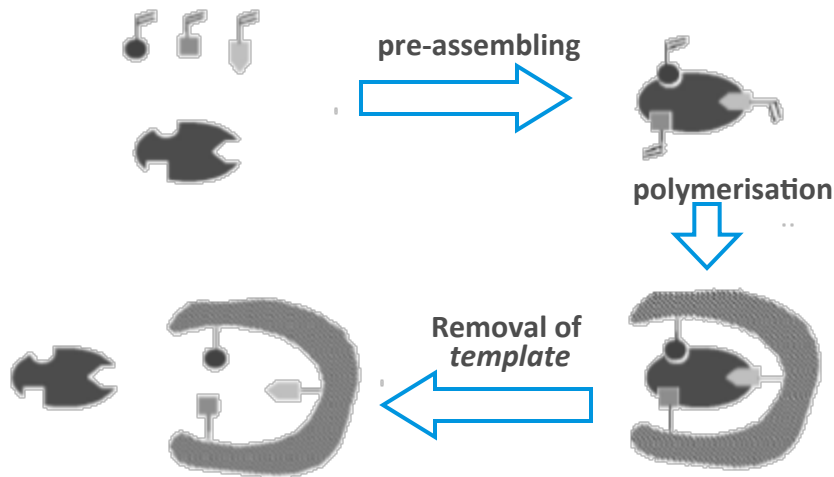 pre-assembling
polymerisation
Removal of
template